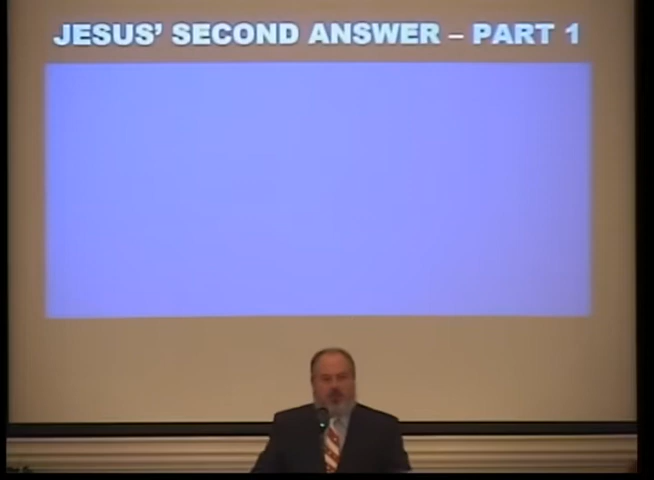 JESUS’ SECOND ANSWER – PART 1